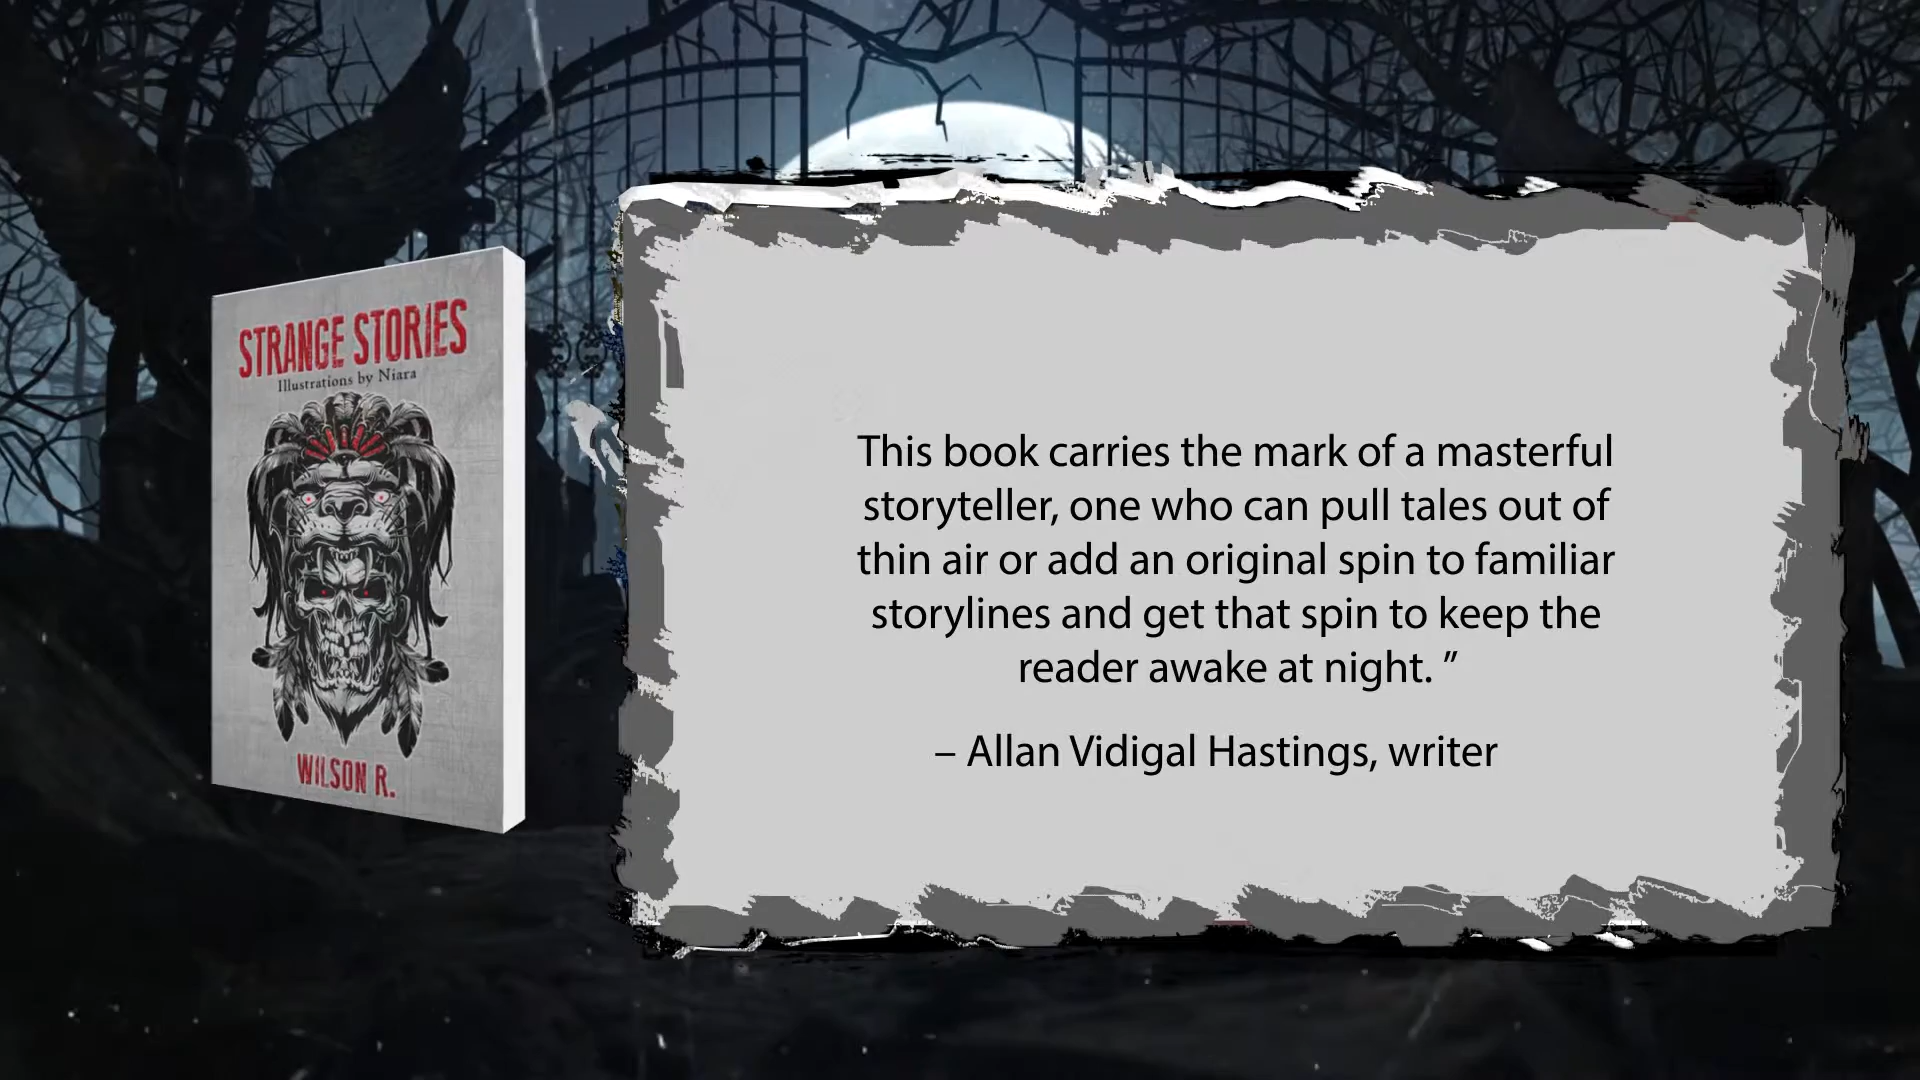 STRANGE STORIES
Illustrations by Niara
WILSON R.
This book carries the mark of a masterful
storyteller, one who can pull tales out of
thin air or add an original spin to familiar
storylines and get that spin to keep the
reader awake at night. ”
– Allan Vidigal Hastings, writer